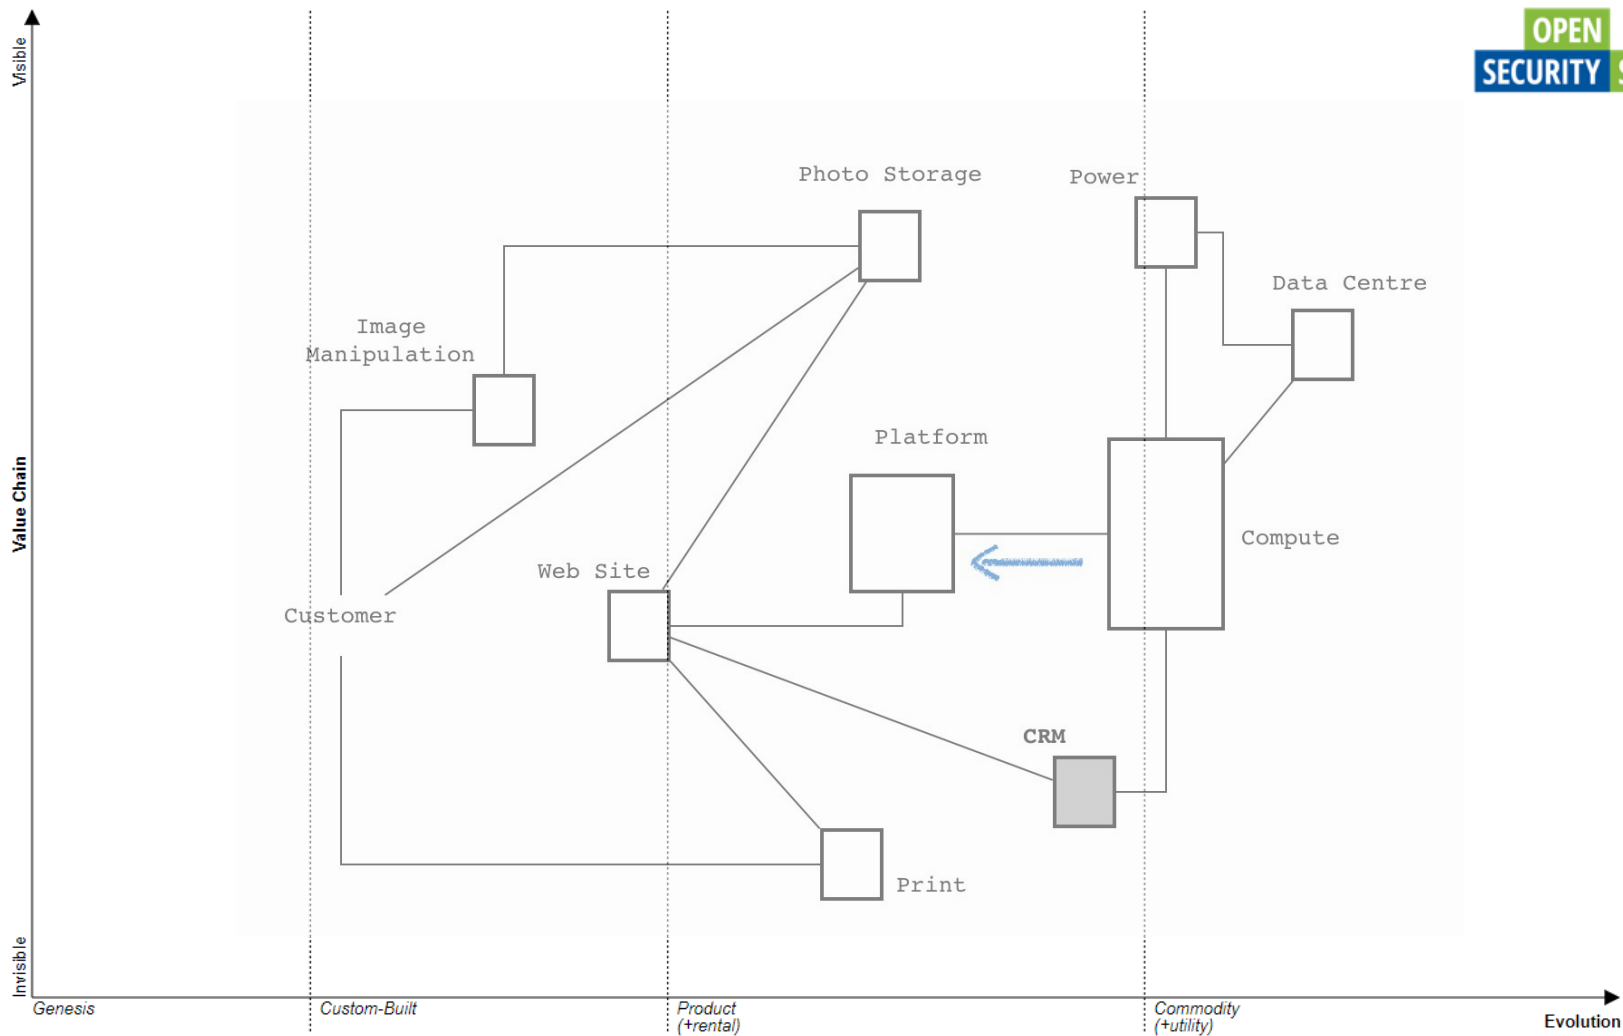 Visible
OPEN
SECURITY S
Photo Storage
Power
Data Centre
Image
Manipulation
Platform
Value Chain
Compute
Web Site
Customer
CRM
Print
Invisible
Genesis
Custom-Built
Product
(+rental)
Commodity
(+utility)
Evolution